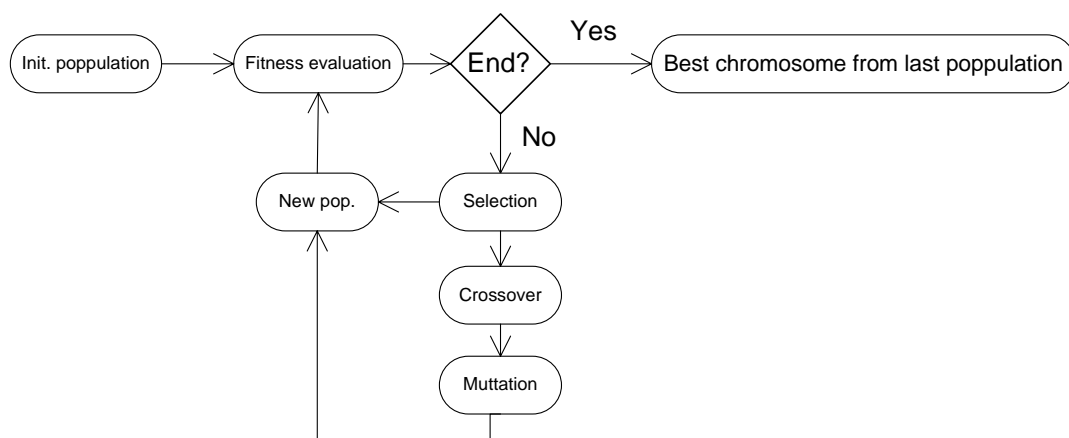 Init. poppulation
Fitness evaluation
End?
Yes
Best chromosome from last poppulation
No
New pop.
Selection
Crossover
Muttation